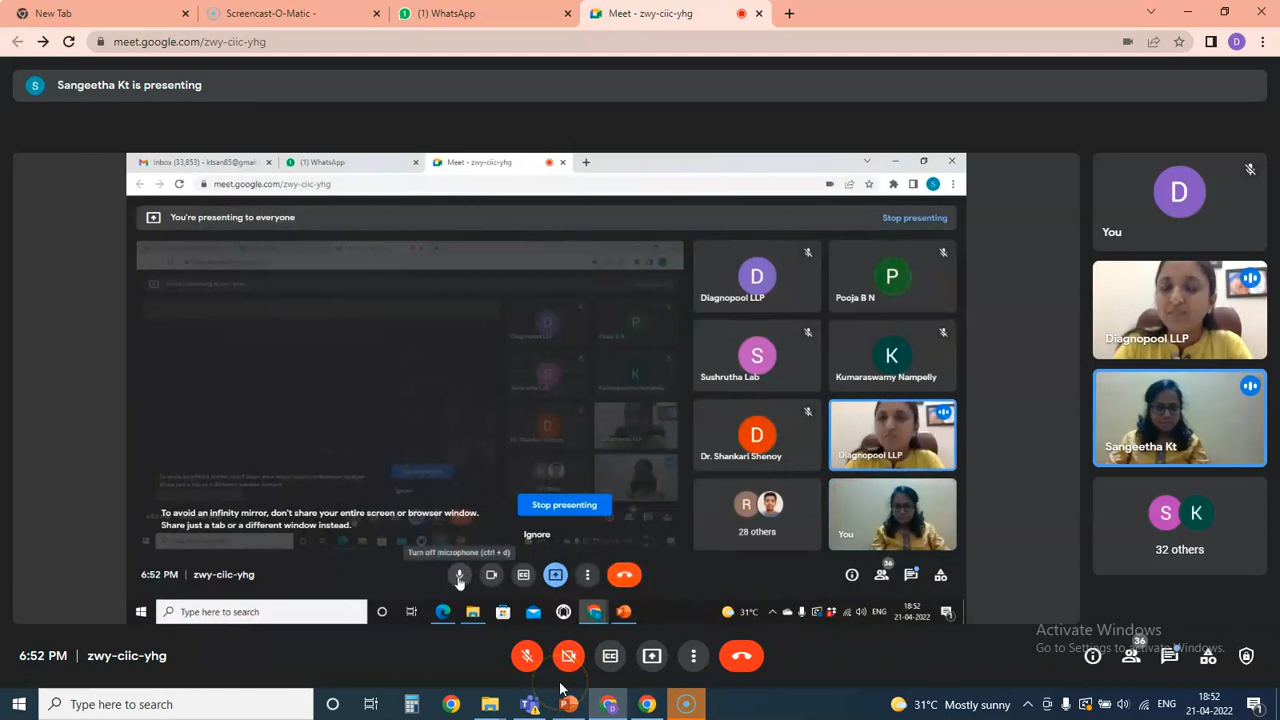 New Tab
Screencast-O-Matic -
(1) WhatsApp
Meet - zwy-ciic-yhg
meet.google.com/zwy-ciic-yhg
D
S
Sangeetha Kt is presenting
Inbox (33,853) - ktsan85@gmai
(1) WhatsApp
Meet - zwy-ciic-yhg
meet.google.com/zwy-ciic-yhg
S
You're presenting to everyone
Stop presenting
D
Diagnopool LLP
P
Pooja B N
S
Sushrutha Lab
K
Kumaraswamy Nampelly
D
Dr. Shankari Shenoy
Diagnopool LLP
R
28 others
You
To avoid an infinity mirror, don't share your entire screen or browser window.
Share just a tab or a different window instead.
Stop presenting
Ignore
Turn off microphone (ctrl + d)
6:52 PM
zwy-ciic-yhg
36
Type here to search
31°C
ENG
18:52
21-04-2022
1
D
You
Diagnopool LLP
Sangeetha Kt
S
K
32 others
Activate Windows
Go to Settings to activate Windows.
6:52 PM
zwy-ciic-yhg
36
Type here to search
31°C Mostly sunny
ENG
18:52
21-04-2022